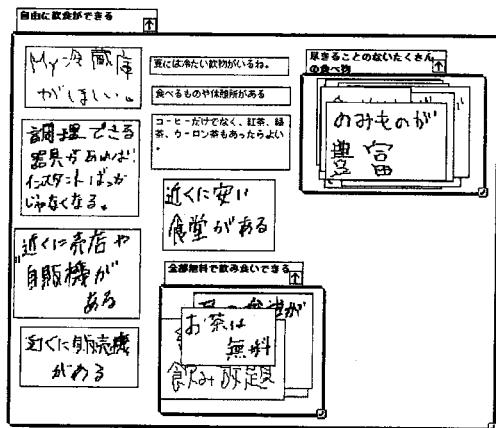 自由に飲食ができる
My冷蔵庫
がほしい。
夏には冷たい飲物がいるね。
食べるものや休憩所がある
コーヒーだけでなく、紅茶、緑
茶、ウーロン茶もあったらよい
。
調理できる
器具があれば
インスタントばっか
じゃなくなる。
近くに安い
食堂がある
近くに売店や
自販機が
ある
近くに販売機
がある
尽きることのないたくさん
の食べ物
のみものが
豊富
全部無料で飲み食いできる
お茶は
無料
飲み放題